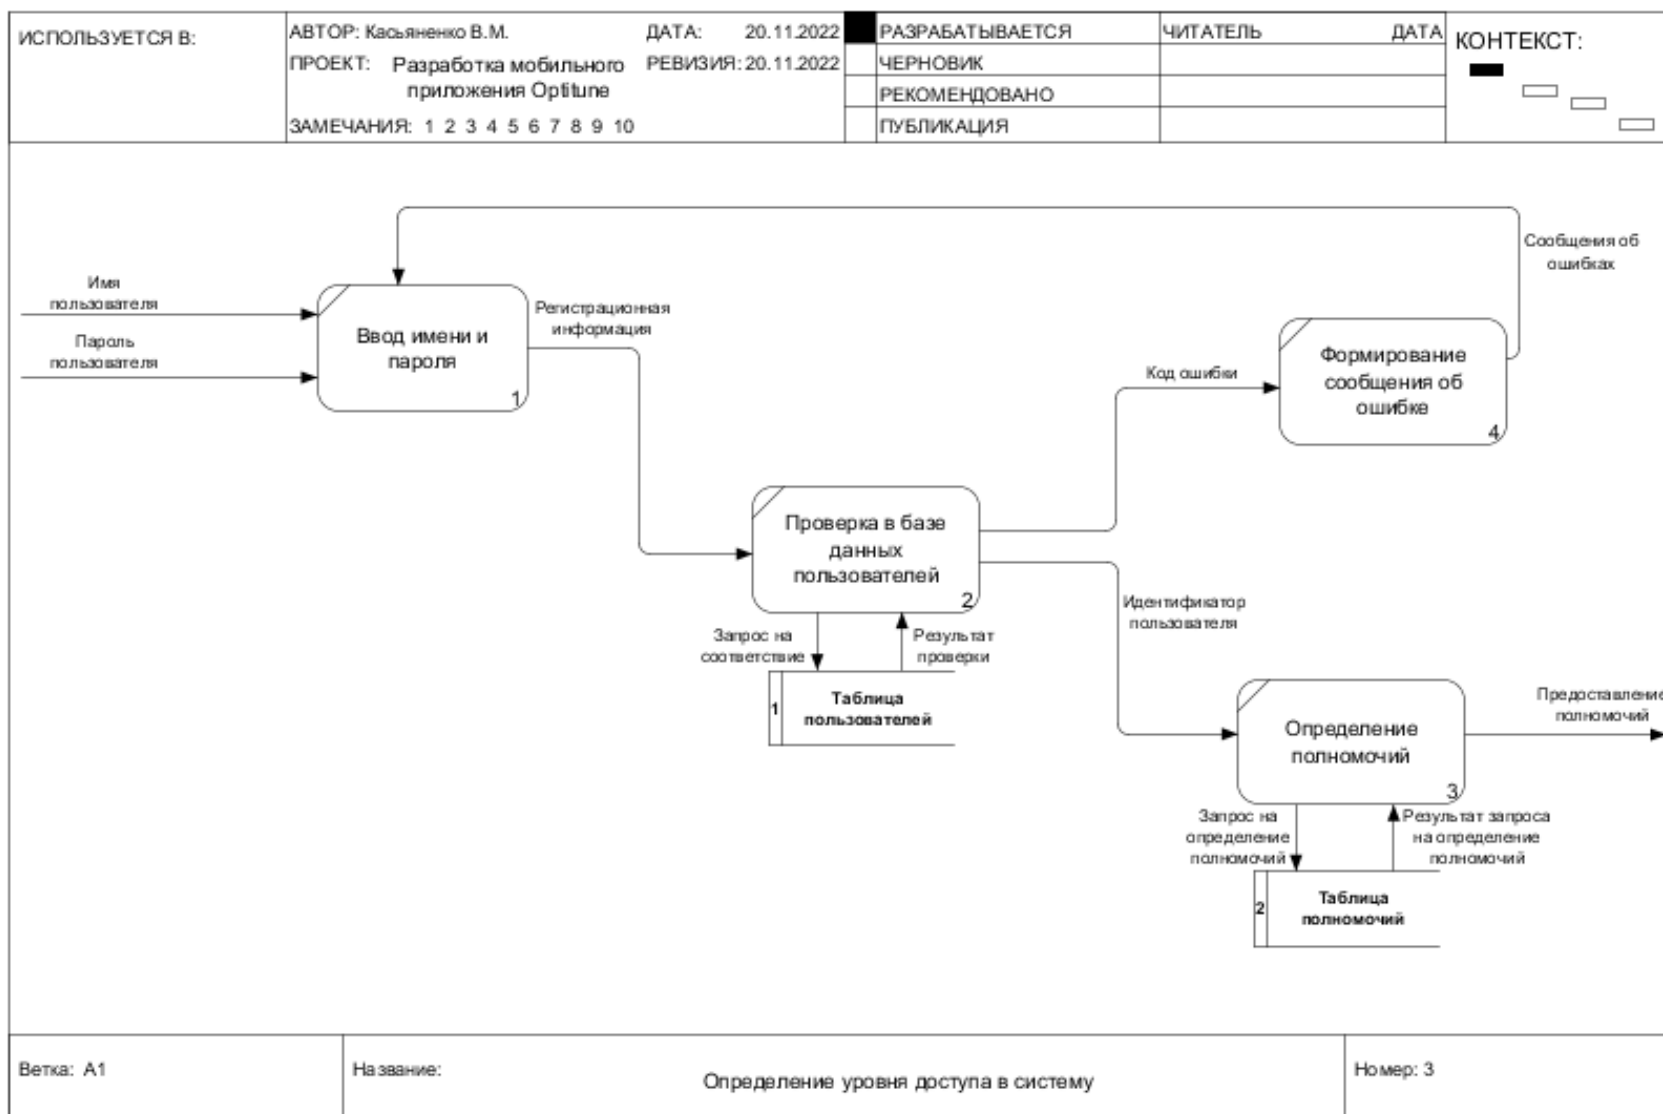 ИСПОЛЬЗУЕТСЯ В:
АВТОР: Касьяненко В.М.
ДАТА: 20.11.2022
ПРОЕКТ: Разработка мобильного
приложения Optitune
РЕВИЗИЯ: 20.11.2022
ЗАМЕЧАНИЯ: 1 2 3 4 5 6 7 8 9 10
РАЗРАБАТЫВАЕТСЯ
ЧЕРНОВИК
РЕКОМЕНДОВАНО
ПУБЛИКАЦИЯ
ЧИТАТЕЛЬ
ДАТА
КОНТЕКСТ:
Сообщения об
ошибках
Имя
пользователя
Пароль
пользователя
Ввод имени и
пароля
1
Регистрационная
информация
Код ошибки
Формирование
сообщения об
ошибке
4
Проверка в базе
данных
пользователей
2
Идентификатор
пользователя
Запрос на
соответствие
Результат
проверки
1
Таблица
пользователей
Определение
полномочий
3
Предоставление
полномочий
Запрос на
определение
полномочий
Результат запроса
на определение
полномочий
2
Таблица
полномочий
Ветка: A1
Название:
Определение уровня доступа в систему
Номер: 3